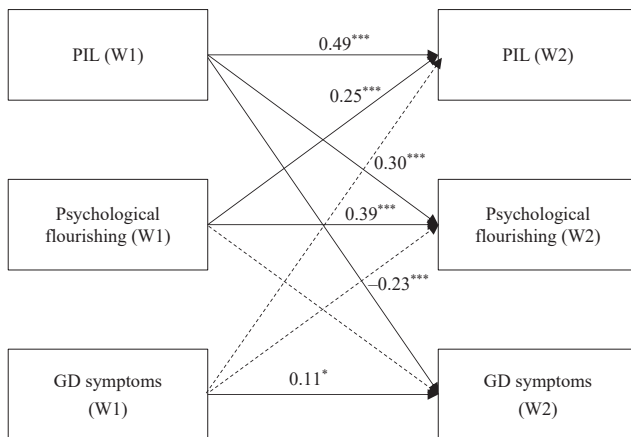 PIL (W1)
0.49***
PIL (W2)
0.25***
0.30***
Psychological
flourishing (W1)
0.39***
Psychological
flourishing (W2)
–0.23***
GD symptoms
(W1)
0.11*
GD symptoms
(W2)